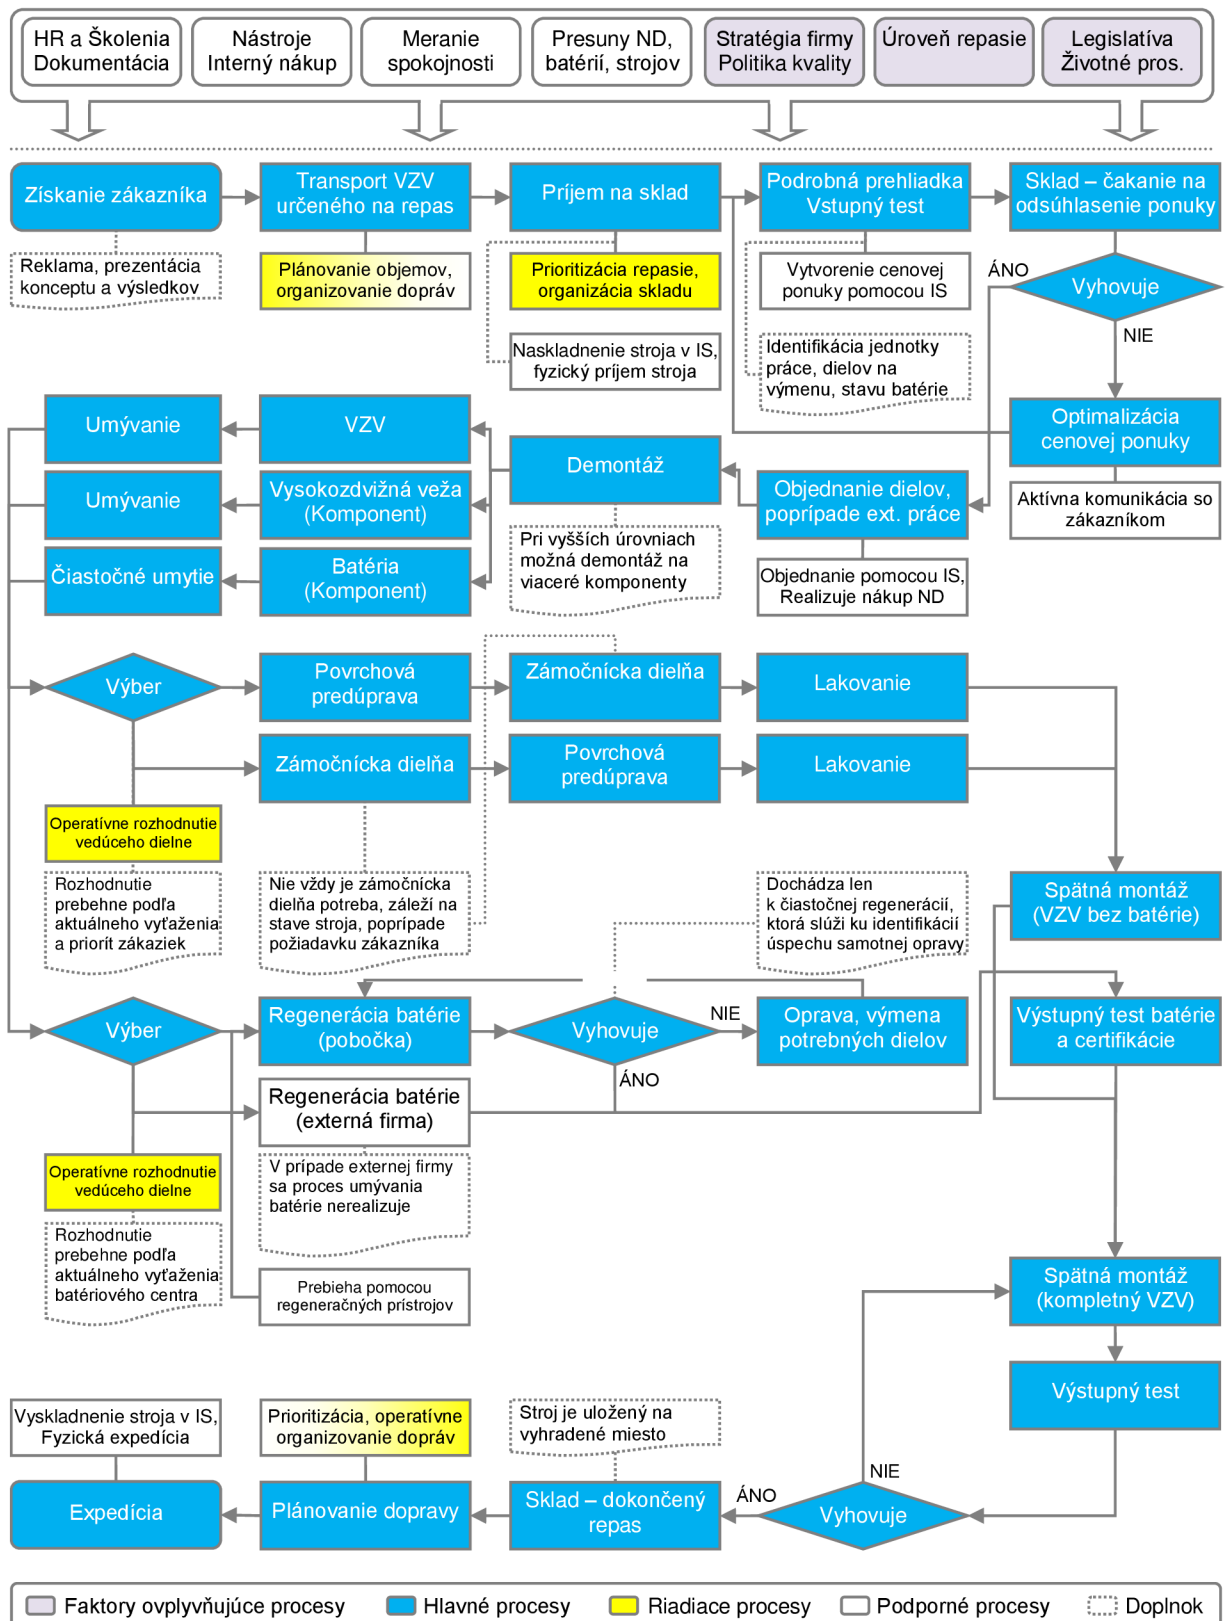 HR a Školenia
Dokumentácia
Nástroje
Interný nákup
Meranie
spokojnosti
Presuny ND,
batérií, strojov
Stratégia firmy
Politika kvality
Úroveň repasie
Legislatíva
Životné pros.
Získanie zákazníka
Transport VZV
určeného na repas
Príjem na sklad
Podrobná prehliadka
Vstupný test
Sklad – čakanie na
odsúhlasenie ponuky
Reklama, prezentácia
konceptu a výsledkov
Plánovanie objemov,
organizovanie dopráv
Prioritizácia repasie,
organizácia skladu
Vytvorenie cenovej
ponuky pomocou IS
ÁNO
Vyhovuje
NIE
Naskladnenie stroja v IS,
fyzický príjem stroja
Identifikácia jednotky
práce, dielov na
výmenu, stavu batérie
Umývanie
VZV
Optimalizácia
cenovej ponuky
Demontáž
Umývanie
Vysokozdvižná veža
(Komponent)
Objednanie dielov,
poprípade ext. práce
Aktívna komunikácia so
zákazníkom
Čiastočné umytie
Batéria
(Komponent)
Pri vyšších úrovniach
možná demontáž na
viaceré komponenty
Objednanie pomocou IS,
Realizuje nákup ND
Výber
Povrchová
predúprava
Zámočnícka dielňa
Lakovanie
Zámočnícka dielňa
Povrchová
predúprava
Lakovanie
Operatívne rozhodnutie
vedúceho dielne
Rozhodnutie
prebehne podľa
aktuálneho vyťaženia
a priorít zákaziek
Nie vždy je zámočnícka
dielňa potreba, záleží na
stave stroja, poprípade
požiadavku zákazníka
Dochádza len
k čiastočnej regenerácií,
ktorá slúži ku identifikácií
úspechu samotnej opravy
Spätná montáž
(VZV bez batérie)
Výber
Regenerácia batérie
(pobočka)
Vyhovuje
NIE
Oprava, výmena
potrebných dielov
Výstupný test batérie
a certifikácie
ÁNO
Regenerácia batérie
(externá firma)
Operatívne rozhodnutie
vedúceho dielne
V prípade externej firmy
sa proces umývania
batérie nerealizuje
Rozhodnutie
prebehne podľa
aktuálneho vyťaženia
batériového centra
Prebieha pomocou
regeneračných prístrojov
Spätná montáž
(kompletný VZV)
Výstupný test
Vyskladnenie stroja v IS,
Fyzická expedícia
Prioritizácia, operatívne
organizovanie dopráv
Stroj je uložený na
vyhradené miesto
NIE
Expedícia
Plánovanie dopravy
Sklad – dokončený
repas
ÁNO
Vyhovuje
Faktory ovplyvňujúce procesy
Hlavné procesy
Riadiace procesy
Podporné procesy
Doplnok